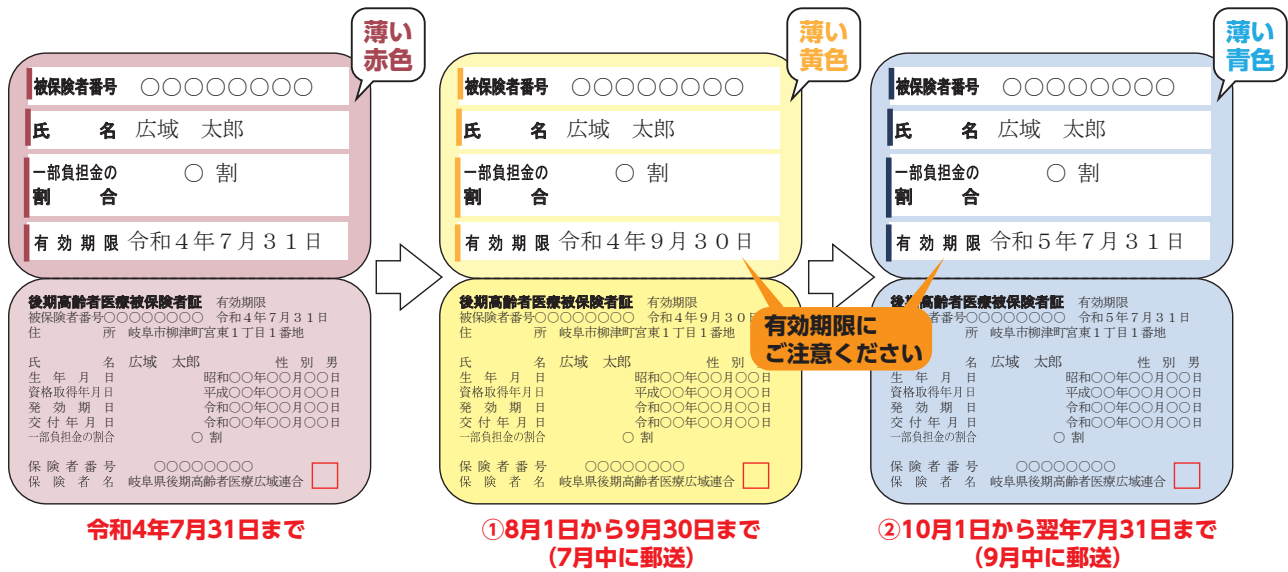 薄い
赤色
被保険者番号 ○○○○○○○○
氏 名 広域 太郎
一部負担金の
割 合 ○ 割
有効期限 令和4年7月31日
後期高齢者医療被保険者証 有効期限
被保険者番号○○○○○○○○ 令和4年7月31日
住 所 岐阜市柳津町宮東1丁目1番地
氏 名 広域 太郎 性別 男
生年月日 昭和○○年○○月○○日
資格取得年月日 平成○○年○○月○○日
発効期日 令和○○年○○月○○日
交付年月日 令和○○年○○月○○日
一部負担金の割合 ○ 割
保険者番号 ○○○○○○○○
保険者名 岐阜県後期高齢者医療広域連合
令和4年7月31日まで
薄い
黄色
被保険者番号 ○○○○○○○○
氏 名 広域 太郎
一部負担金の
割 合 ○ 割
有効期限 令和4年9月30日
後期高齢者医療被保険者証 有効期限
被保険者番号○○○○○○○○ 令和4年9月30日
住 所 岐阜市柳津町宮東1丁目1番地
氏 名 広域 太郎 性別
生年月日 昭和○○年○○月○○日
資格取得年月日 平成○○年○○月○○日
発効期日 令和○○年○○月○○日
交付年月日 令和○○年○○月○○日
一部負担金の割合 ○ 割
保険者番号 ○○○○○○○○
保険者名 岐阜県後期高齢者医療広域連合
①8月1日から9月30日まで
(7月中に郵送)
有効期限に
ご注意ください
薄い
青色
被保険者番号 ○○○○○○○○
氏 名 広域 太郎
一部負担金の
割 合 ○ 割
有効期限 令和5年7月31日
後期高齢者医療被保険者証 有効期限
者番号○○○○○○○○ 令和5年7月31日
所 岐阜市柳津町宮東1丁目1番地
名 広域 太郎 性別 男
生年月日 昭和○○年○○月○○日
資格取得年月日 平成○○年○○月○○日
発効期日 令和○○年○○月○○日
交付年月日 令和○○年○○月○○日
一部負担金の割合 ○ 割
保険者番号 ○○○○○○○○
保険者名 岐阜県後期高齢者医療広域連合
②10月1日から翌年7月31日まで
(9月中に郵送)